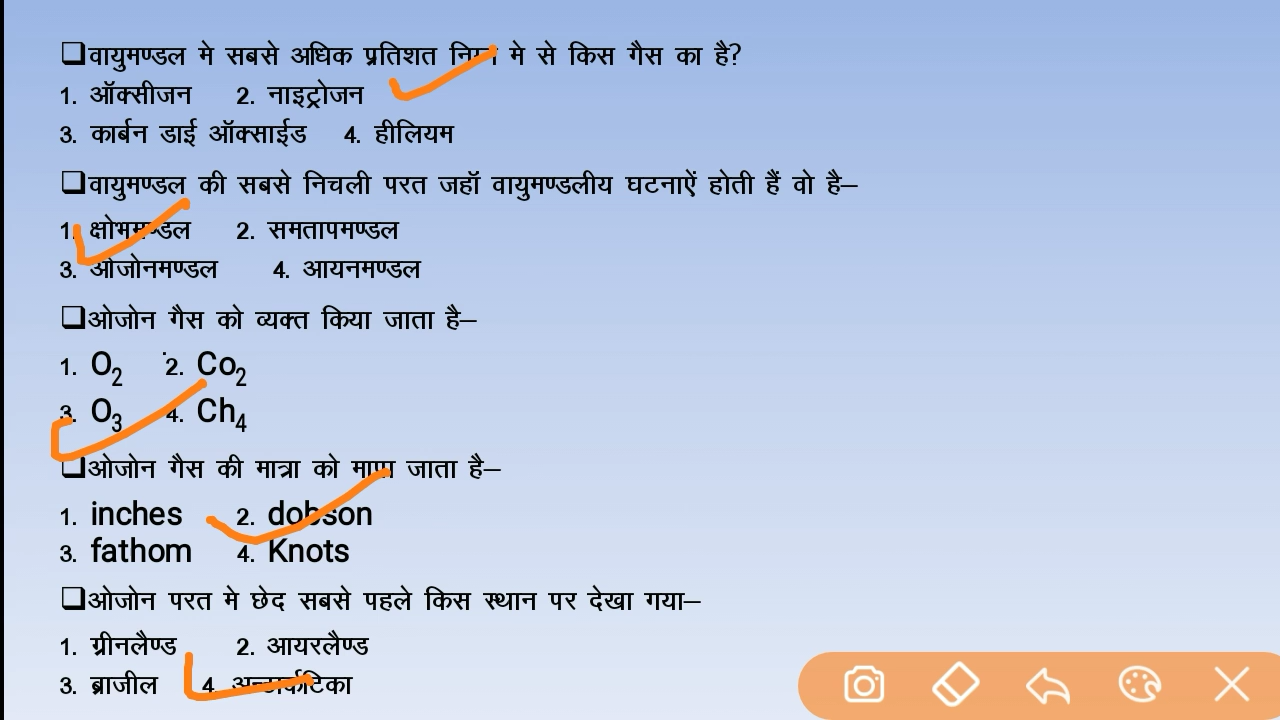 ❑वायुमण्डल मे सबसे अधिक प्रतिशत निम्न मे से किस गैस का है?
1. ऑक्सीजन 2. नाइट्रोजन
3. कार्बन डाई ऑक्साईड 4. हीलियम
❑वायुमण्डल की सबसे निचली परत जहॉ वायुमण्डलीय घटनाऐं होती हैं वो है–
1. क्षोभमण्डल 2. समतापमण्डल
3. ओजोनमण्डल 4. आयनमण्डल
❑ओजोन गैस को व्यक्त किया जाता है–
1. O₂ 2. Co₂
3. O₃ 4. Ch₄
❑ओजोन गैस की मात्रा को मापा जाता है–
1. inches 2. dobson
3. fathom 4. Knots
❑ओजोन परत मे छेद सबसे पहले किस स्थान पर देखा गया–
1. ग्रीनलैण्ड 2. आयरलैण्ड
3. ब्राजील 4. अन्टार्कटिका